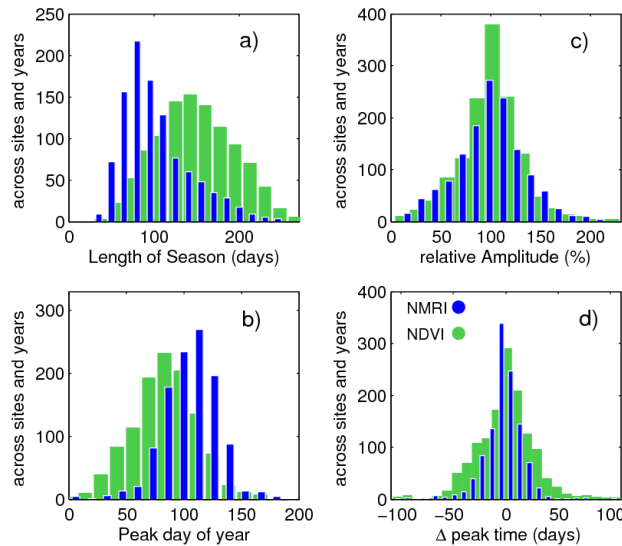 250
200
150
100
50
0
across sites and years
a)
0 100 200
Length of Season (days)
400
300
200
100
0
across sites and years
c)
0 50 100 150 200
relative Amplitude (%)
300
200
100
0
across sites and years
b)
0 50 100 150 200
Peak day of year
400
300
200
100
0
across sites and years
NMRI
NDVI
d)
−100 −50 0 50 100
Δ peak time (days)